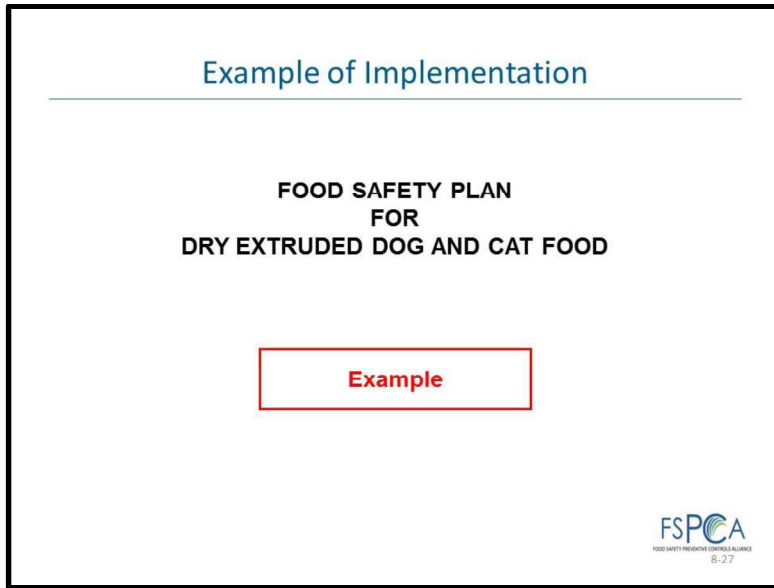 Example of Implementation
FOOD SAFETY PLAN
FOR
DRY EXTRUDED DOG AND CAT FOOD
Example
FSPCA
FOOD SAFETY PREVENTIVE CONTROLS ALLIANCE
8-27